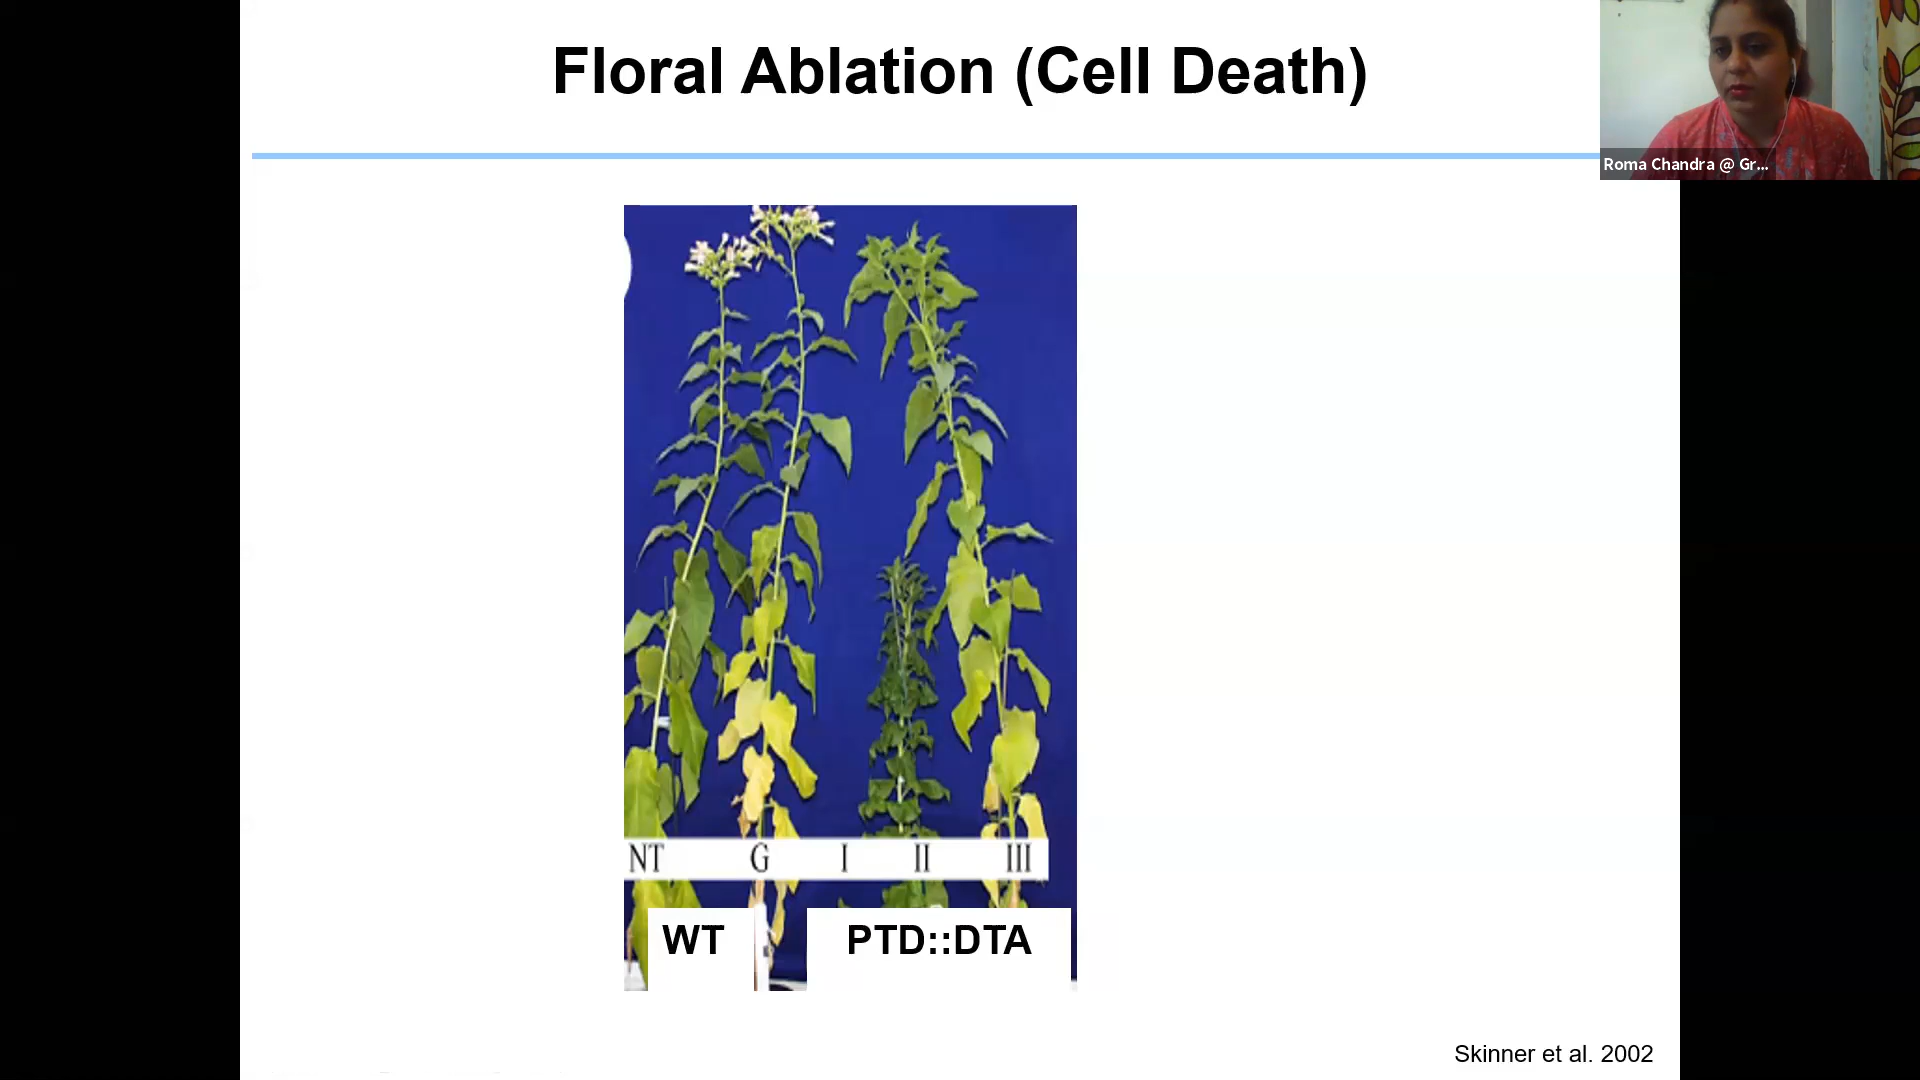 Floral Ablation (Cell Death)
Roma Chandra @ Gr...
NT G I II III
WT PTD::DTA
Skinner et al. 2002